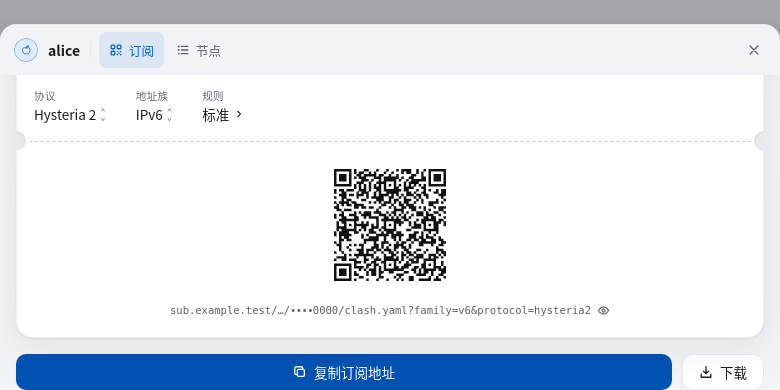 alice 订阅 节点
协议 地址族 规则
Hysteria 2 IPv6 标准
sub.example.test/…/••••0000/clash.yaml?family=v6&protocol=hysteria2
复制订阅地址 下载